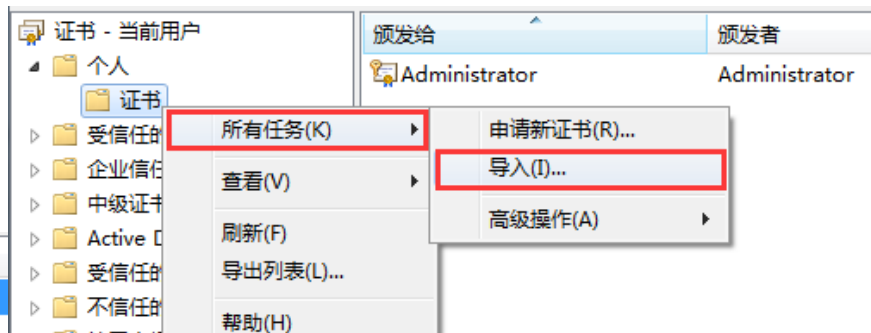 证书 - 当前用户
颁发给
颁发者
个人
Administrator
Administrator
证书
所有任务(K)
申请新证书(R)...
受信任的
导入(I)...
企业信任
查看(V)
中级证书
高级操作(A)
Active D
刷新(F)
受信任的
导出列表(L)...
不信任的
帮助(H)